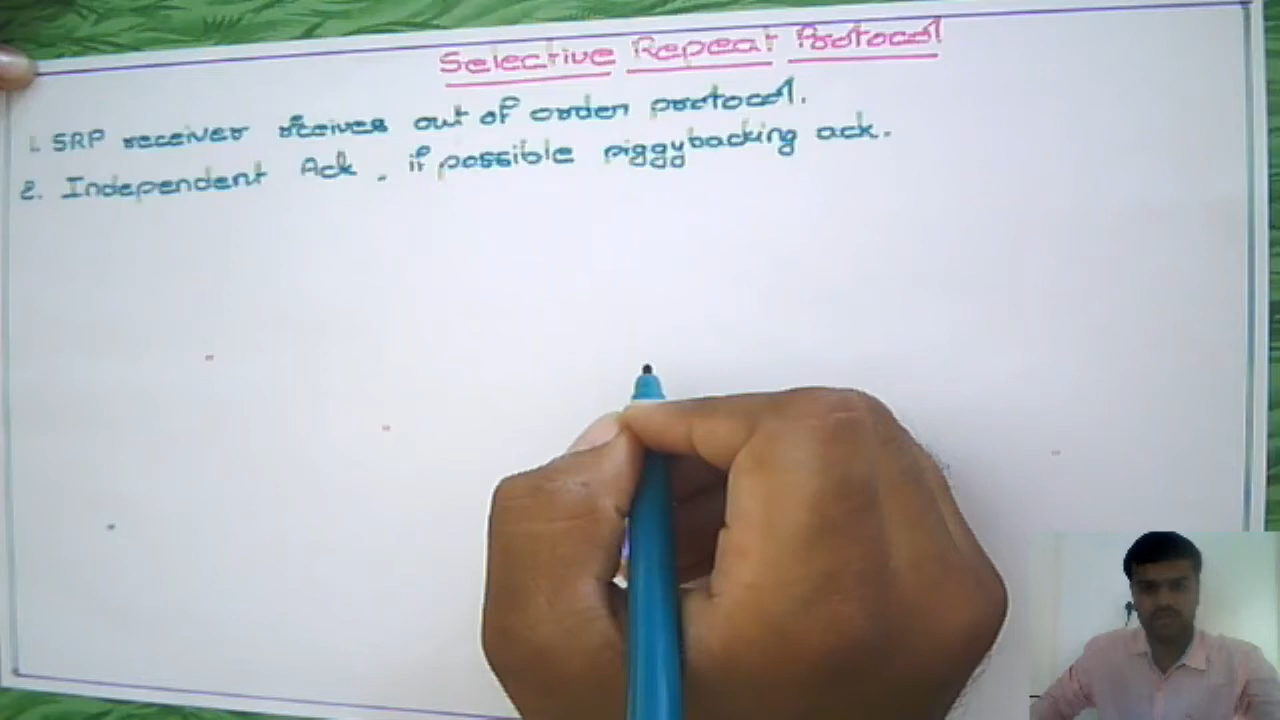 Selective Repeat Protocol
1. SRP receiver receives out of order protocol.
2. Independent Ack, if possible piggybacking ack.